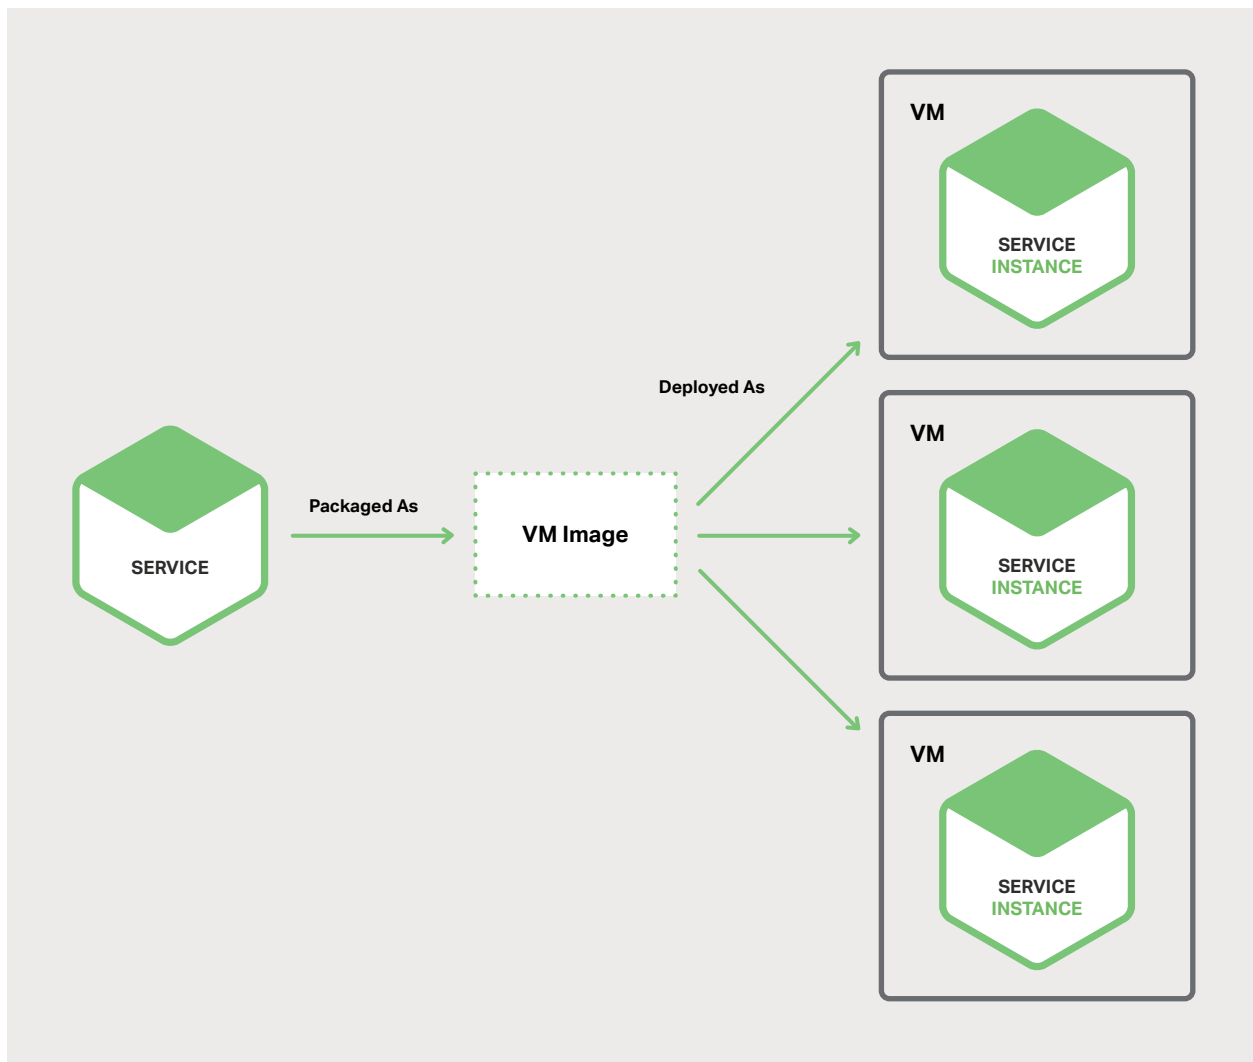 SERVICE
Packaged As
VM Image
Deployed As
VM
SERVICE
INSTANCE
VM
SERVICE
INSTANCE
VM
SERVICE
INSTANCE